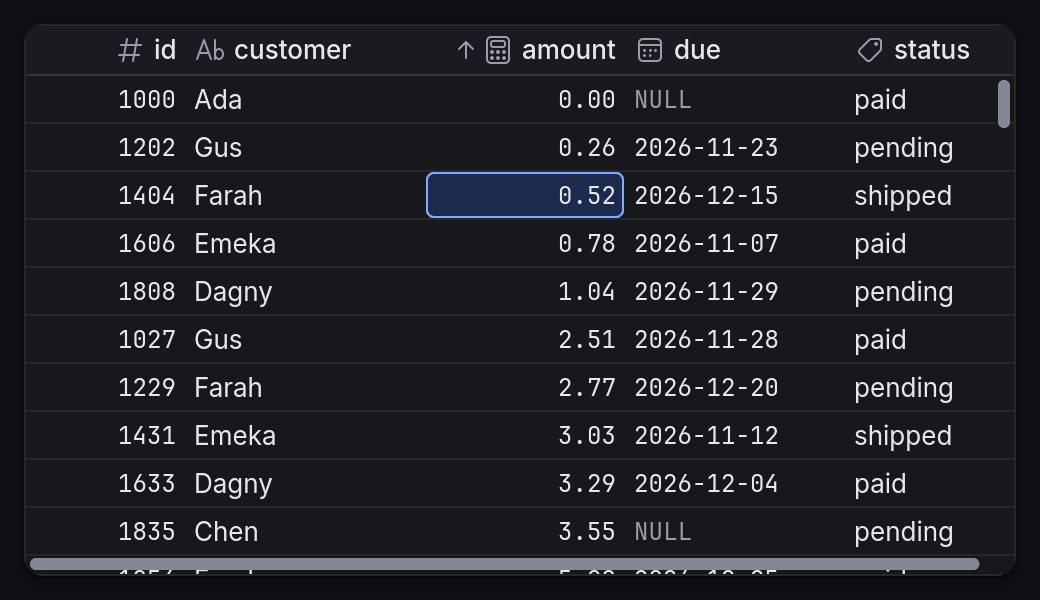 # id Ab customer ↑ amount due status
1000 Ada 0.00 NULL paid
1202 Gus 0.26 2026-11-23 pending
1404 Farah 0.52 2026-12-15 shipped
1606 Emeka 0.78 2026-11-07 paid
1808 Dagny 1.04 2026-11-29 pending
1027 Gus 2.51 2026-11-28 paid
1229 Farah 2.77 2026-12-20 pending
1431 Emeka 3.03 2026-11-12 shipped
1633 Dagny 3.29 2026-12-04 paid
1835 Chen 3.55 NULL pending